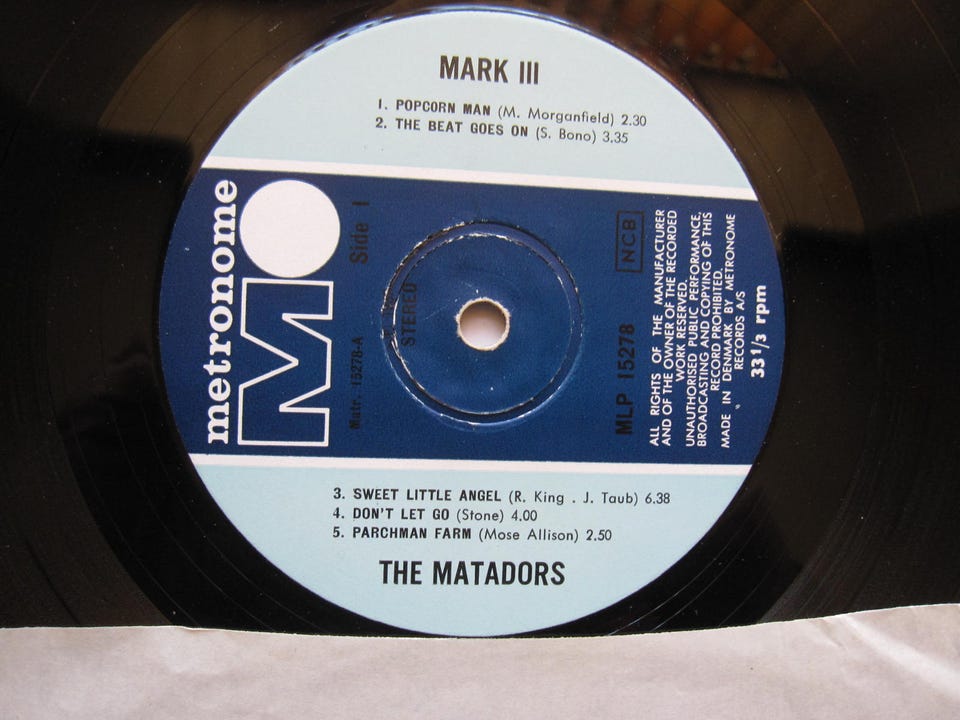 MARK III
1. POPCORN MAN (M. Morganfield) 2.30
2. THE BEAT GOES ON (S. Bono) 3.35
metronome
M
Side 1
Matr. 15278-A
STEREO
NCB
MLP 15278
ALL RIGHTS OF THE MANUFACTURER
AND OF THE OWNER OF THE RECORDED
WORK RESERVED.
UNAUTHORISED PUBLIC PERFORMANCE,
BROADCASTING AND COPYING OF THIS
RECORD PROHIBITED.
MADE IN DENMARK BY METRONOME
RECORDS A/S
33 1/3 rpm
3. SWEET LITTLE ANGEL (R. King . J. Taub) 6.38
4. DON'T LET GO (Stone) 4.00
5. PARCHMAN FARM (Mose Allison) 2.50
THE MATADORS